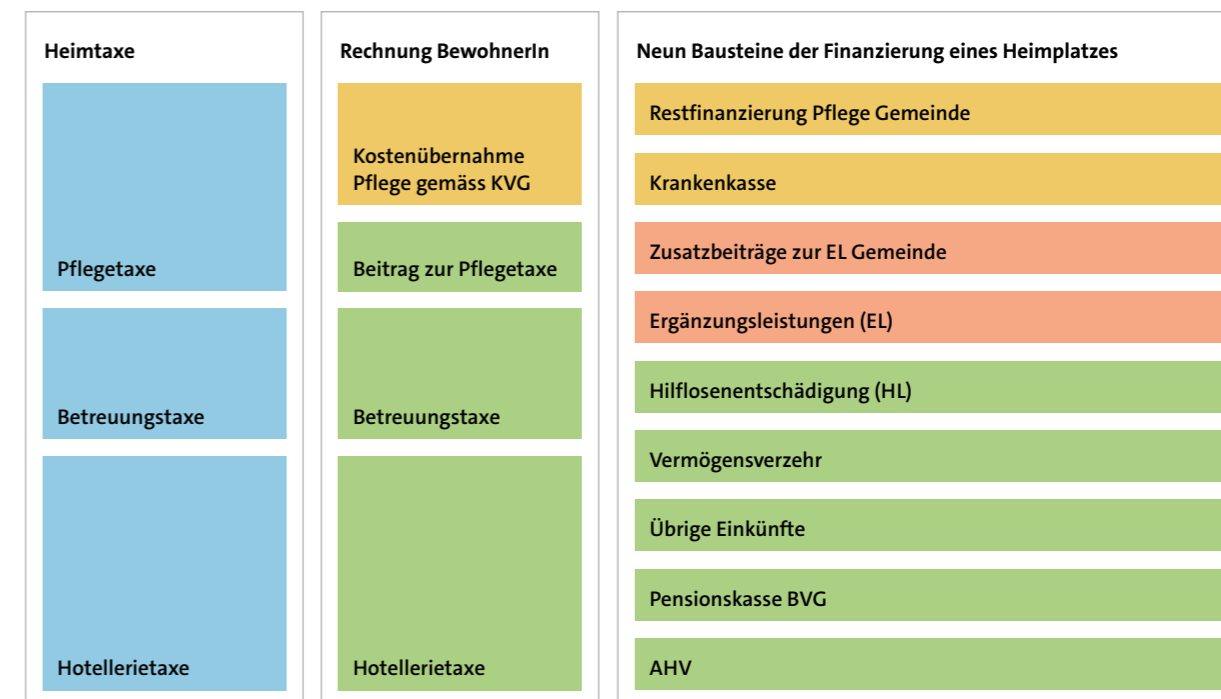 Heimtaxe
Pflegetaxe
Betreuungstaxe
Hotellerietaxe
Rechnung BewohnerIn
Kostenübernahme
Pflege gemäss KVG
Beitrag zur Pflegetaxe
Betreuungstaxe
Hotellerietaxe
Neun Bausteine der Finanzierung eines Heimplatzes
Restfinanzierung Pflege Gemeinde
Krankenkasse
Zusatzbeiträge zur EL Gemeinde
Ergänzungsleistungen (EL)
Hilflosenentschädigung (HL)
Vermögensverzehr
Übrige Einkünfte
Pensionskasse BVG
AHV